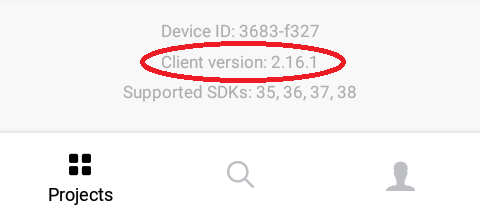 Device ID: 3683-f327
Client version: 2.16.1
Supported SDKs: 35, 36, 37, 38
Projects